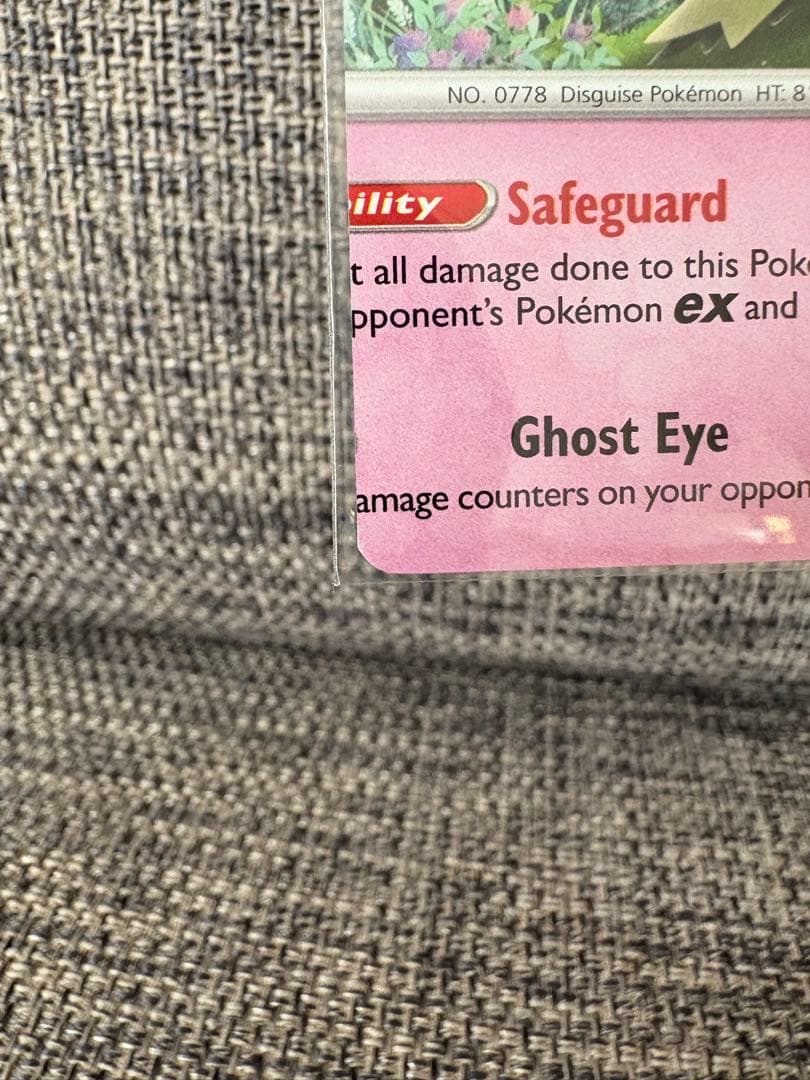 NO. 0778 Disguise Pokémon HT: 8
ility Safeguard
t all damage done to this Pok
pponent's Pokémon ex and
Ghost Eye
amage counters on your oppon